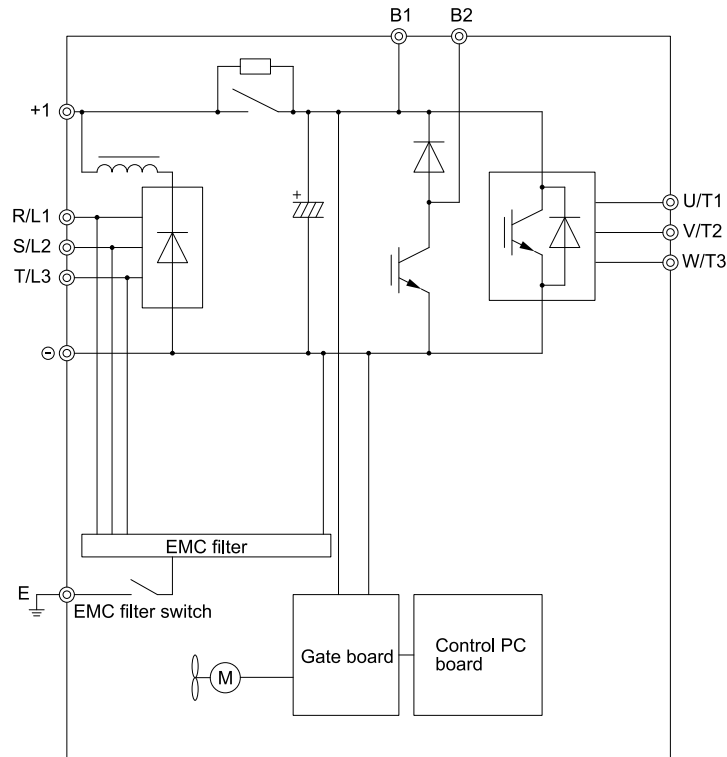 B1
B2
+1
+
R/L1
S/L2
T/L3
⊖
U/T1
V/T2
W/T3
EMC filter
E
EMC filter switch
Gate board
Control PC
board
M